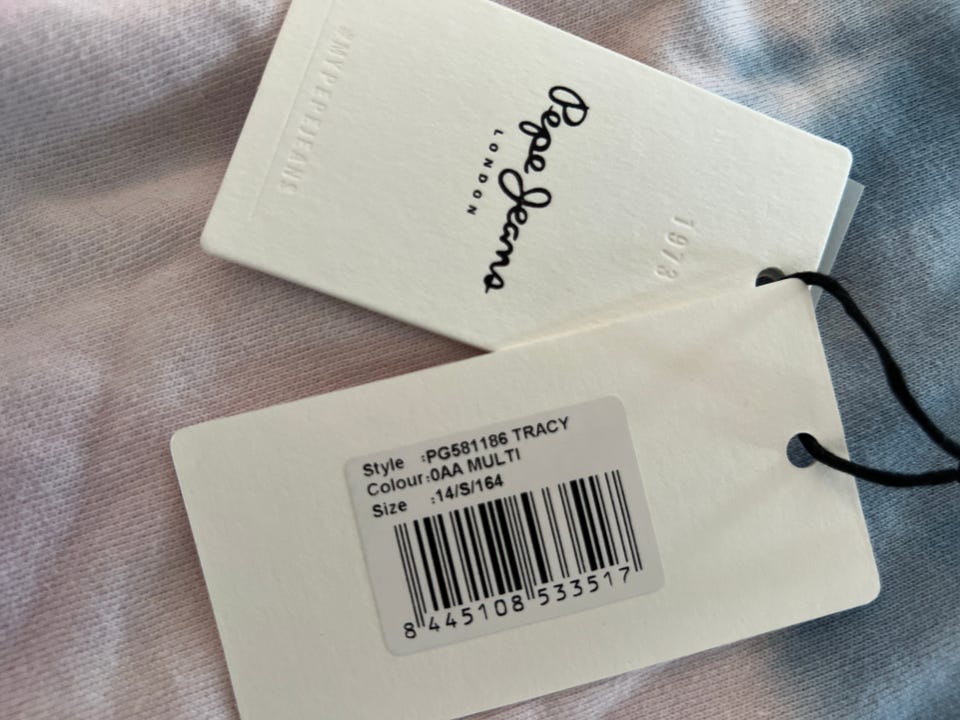 #MYPEPEJEANS
Pepe Jeans
LONDON
1973
Style :PG581186 TRACY
Colour:0AA MULTI
Size :14/S/164
8 445108 533517